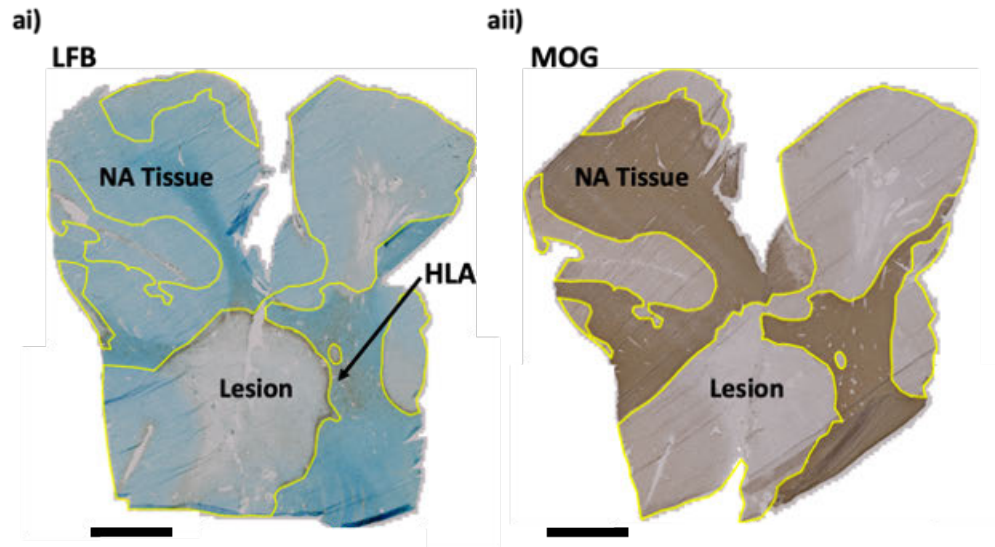 ai)
LFB
NA Tissue
HLA
Lesion
aii)
MOG
NA Tissue
Lesion